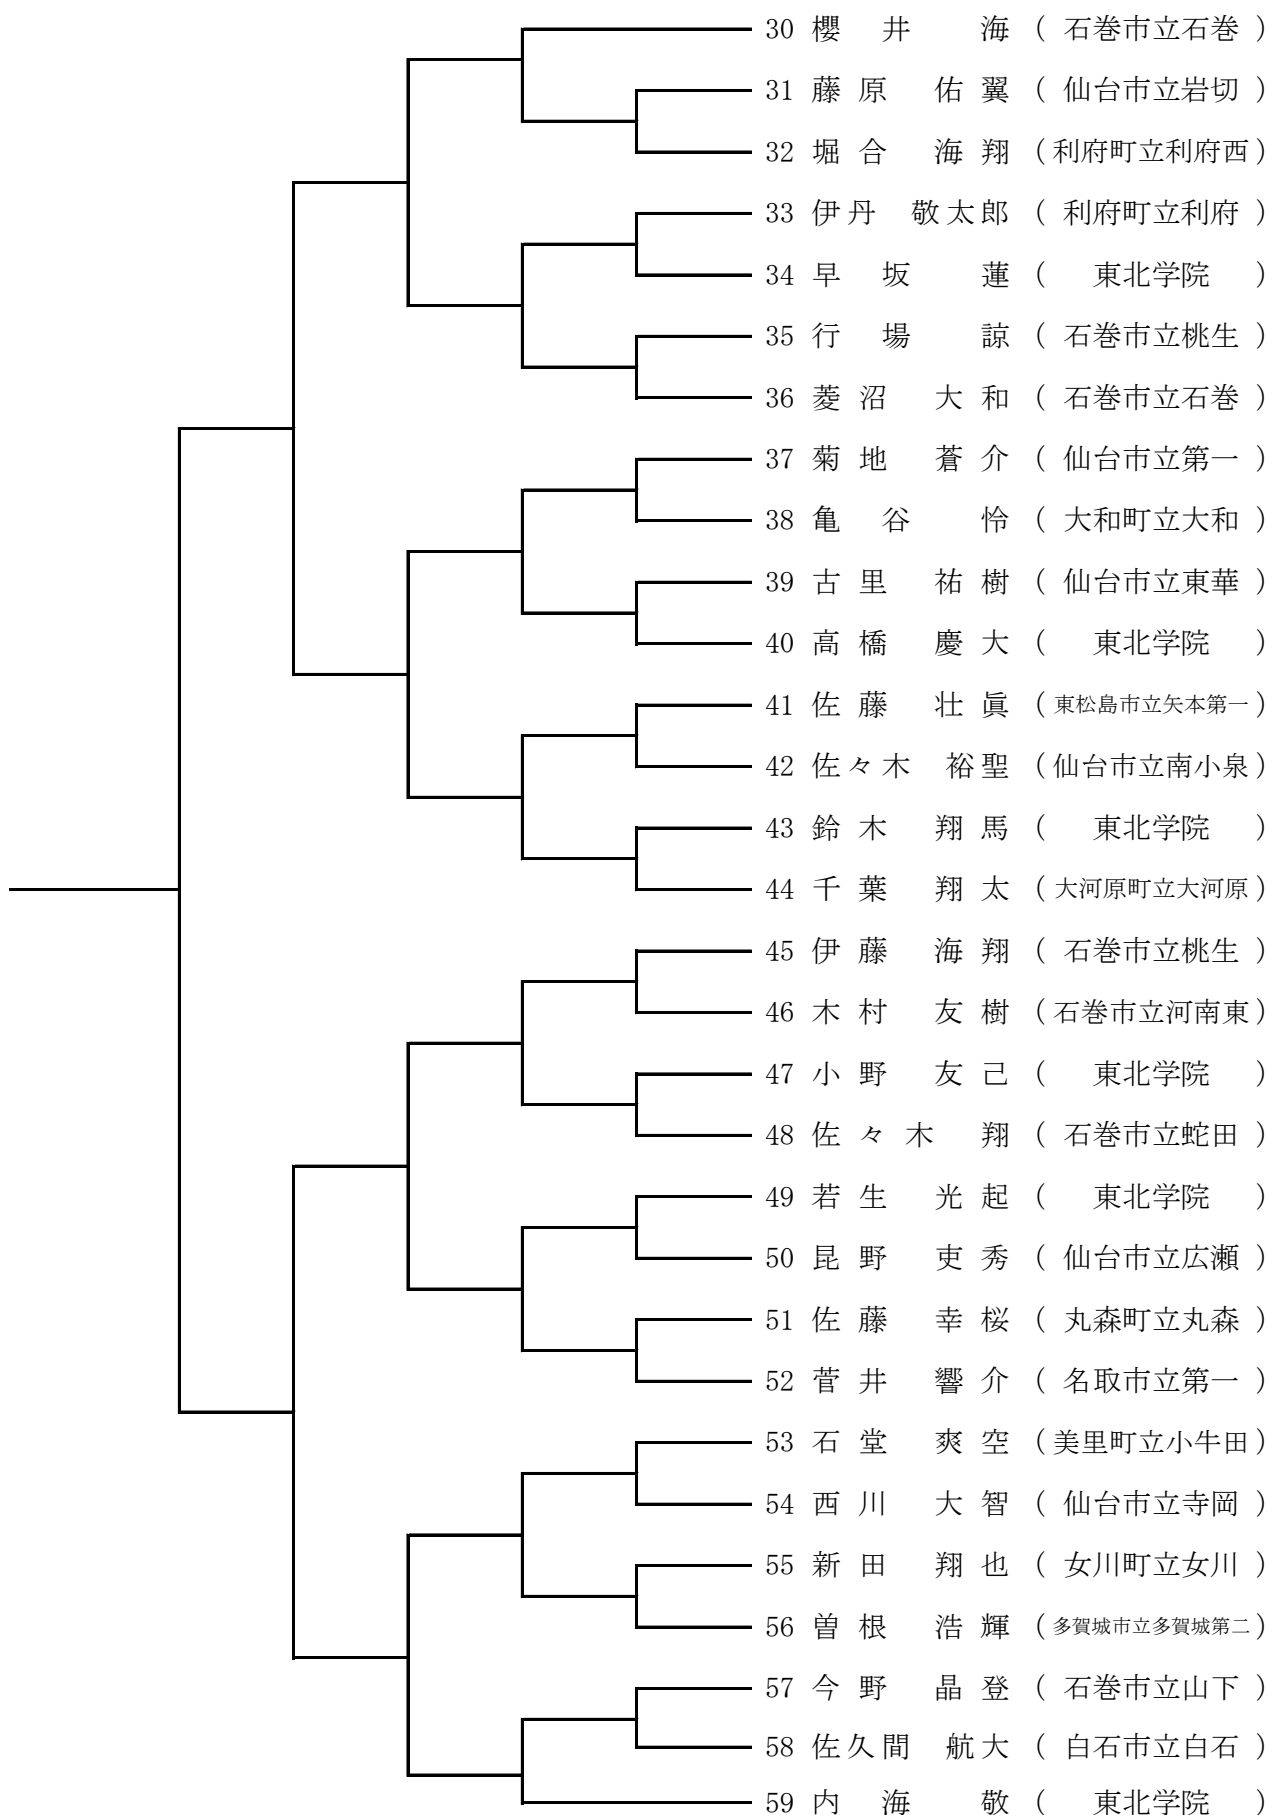 30 櫻井 海 ( 石巻市立石巻 )
31 藤原 佑翼 ( 仙台市立岩切 )
32 堀合 海翔 ( 利府町立利府西 )
33 伊丹 敬太郎 ( 利府町立利府 )
34 早坂 蓮 ( 東北学院 )
35 行場 諒 ( 石巻市立桃生 )
36 菱沼 大和 ( 石巻市立石巻 )
37 菊地 蒼介 ( 仙台市立第一 )
38 亀谷 怜 ( 大和町立大和 )
39 古里 祐樹 ( 仙台市立東華 )
40 高橋 慶大 ( 東北学院 )
41 佐藤 壮眞 ( 東松島市立矢本第一 )
42 佐々木 裕聖 ( 仙台市立南小泉 )
43 鈴木 翔馬 ( 東北学院 )
44 千葉 翔太 ( 大河原町立大河原 )
45 伊藤 海翔 ( 石巻市立桃生 )
46 木村 友樹 ( 石巻市立河南東 )
47 小野 友己 ( 東北学院 )
48 佐々木 翔 ( 石巻市立蛇田 )
49 若生 光起 ( 東北学院 )
50 昆野 吏秀 ( 仙台市立広瀬 )
51 佐藤 幸桜 ( 丸森町立丸森 )
52 菅井 響介 ( 名取市立第一 )
53 石堂 爽空 ( 美里町立小牛田 )
54 西川 大智 ( 仙台市立寺岡 )
55 新田 翔也 ( 女川町立女川 )
56 曽根 浩輝 ( 多賀城市立多賀城第二 )
57 今野 晶登 ( 石巻市立山下 )
58 佐久間 航大 ( 白石市立白石 )
59 内海 敬 ( 東北学院 )